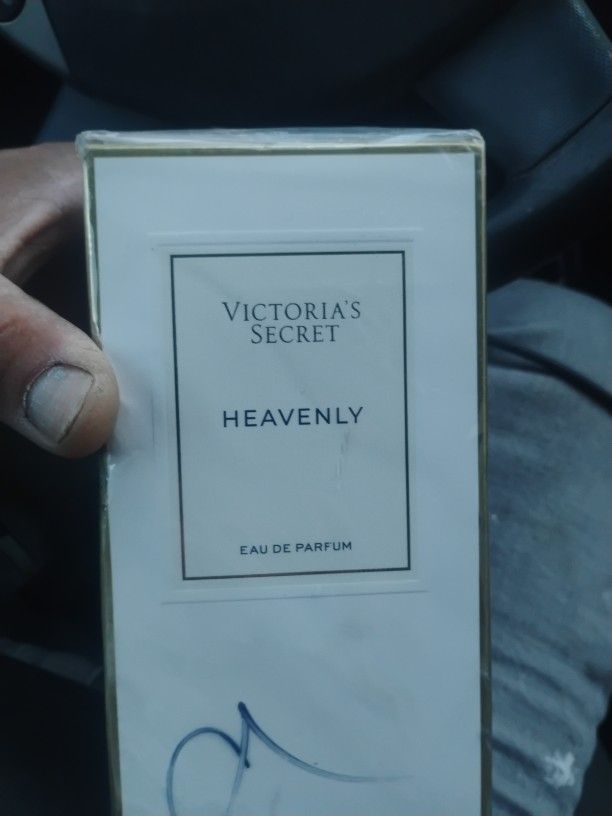 VICTORIA'S
SECRET
HEAVENLY
EAU DE PARFUM